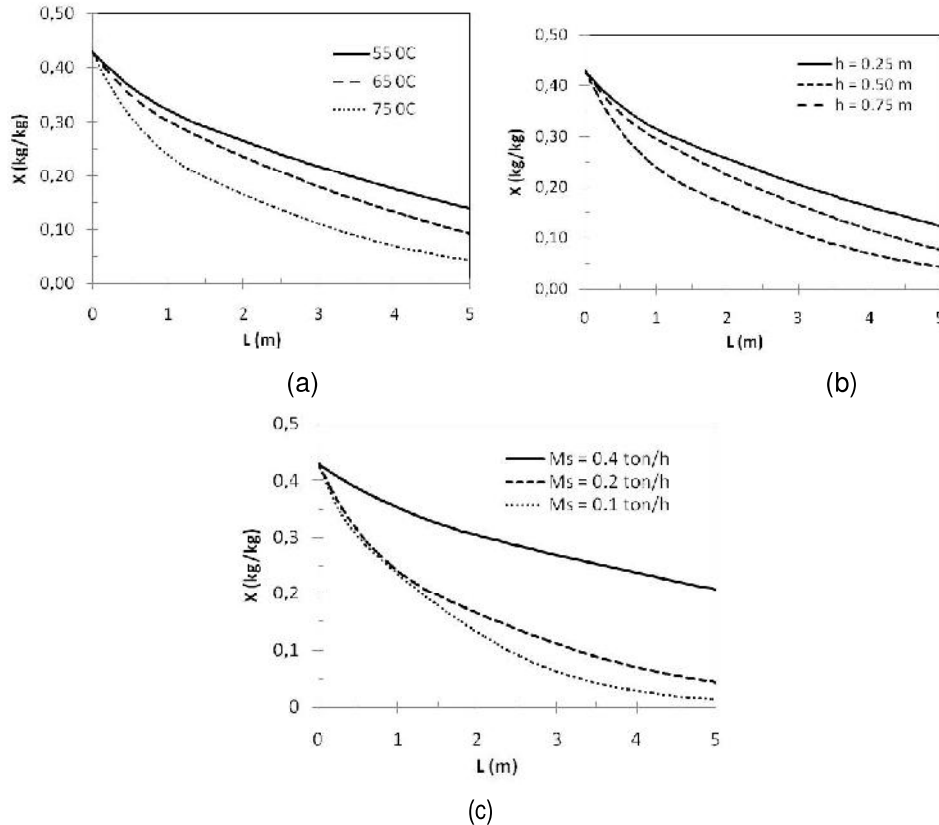 0,50
0,40
0,30
0,20
0,10
0,00
X (kg/kg)
55 0C
65 0C
75 0C
0 1 2 3 4 5
L (m)
(a)
0,50
0,40
0,30
0,20
0,10
0,00
X (kg/kg)
h = 0.25 m
h = 0.50 m
h = 0.75 m
0 1 2 3 4 5
L (m)
(b)
0,5
0,4
0,3
0,2
0,1
0
X (kg/kg)
Ms = 0.4 ton/h
Ms = 0.2 ton/h
Ms = 0.1 ton/h
0 1 2 3 4 5
L (m)
(c)